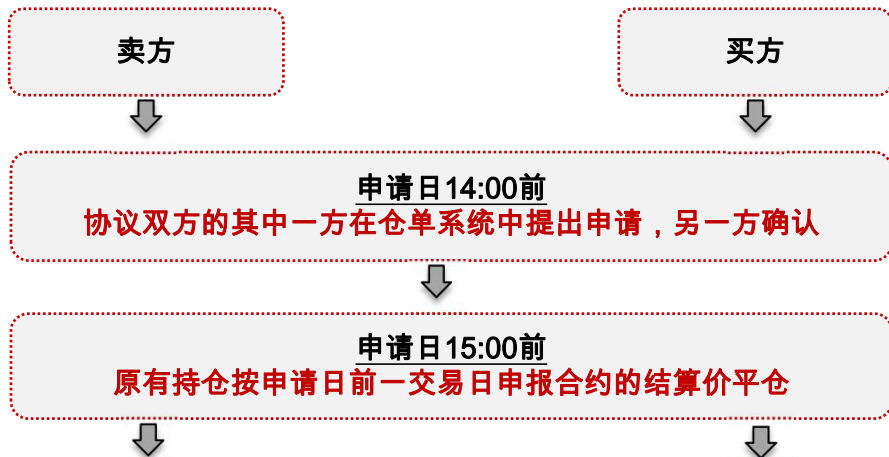 卖方
买方
申请日14:00前
协议双方的其中一方在仓单系统中提出申请，另一方确认
申请日15:00前
原有持仓按申请日前一交易日申报合约的结算价平仓